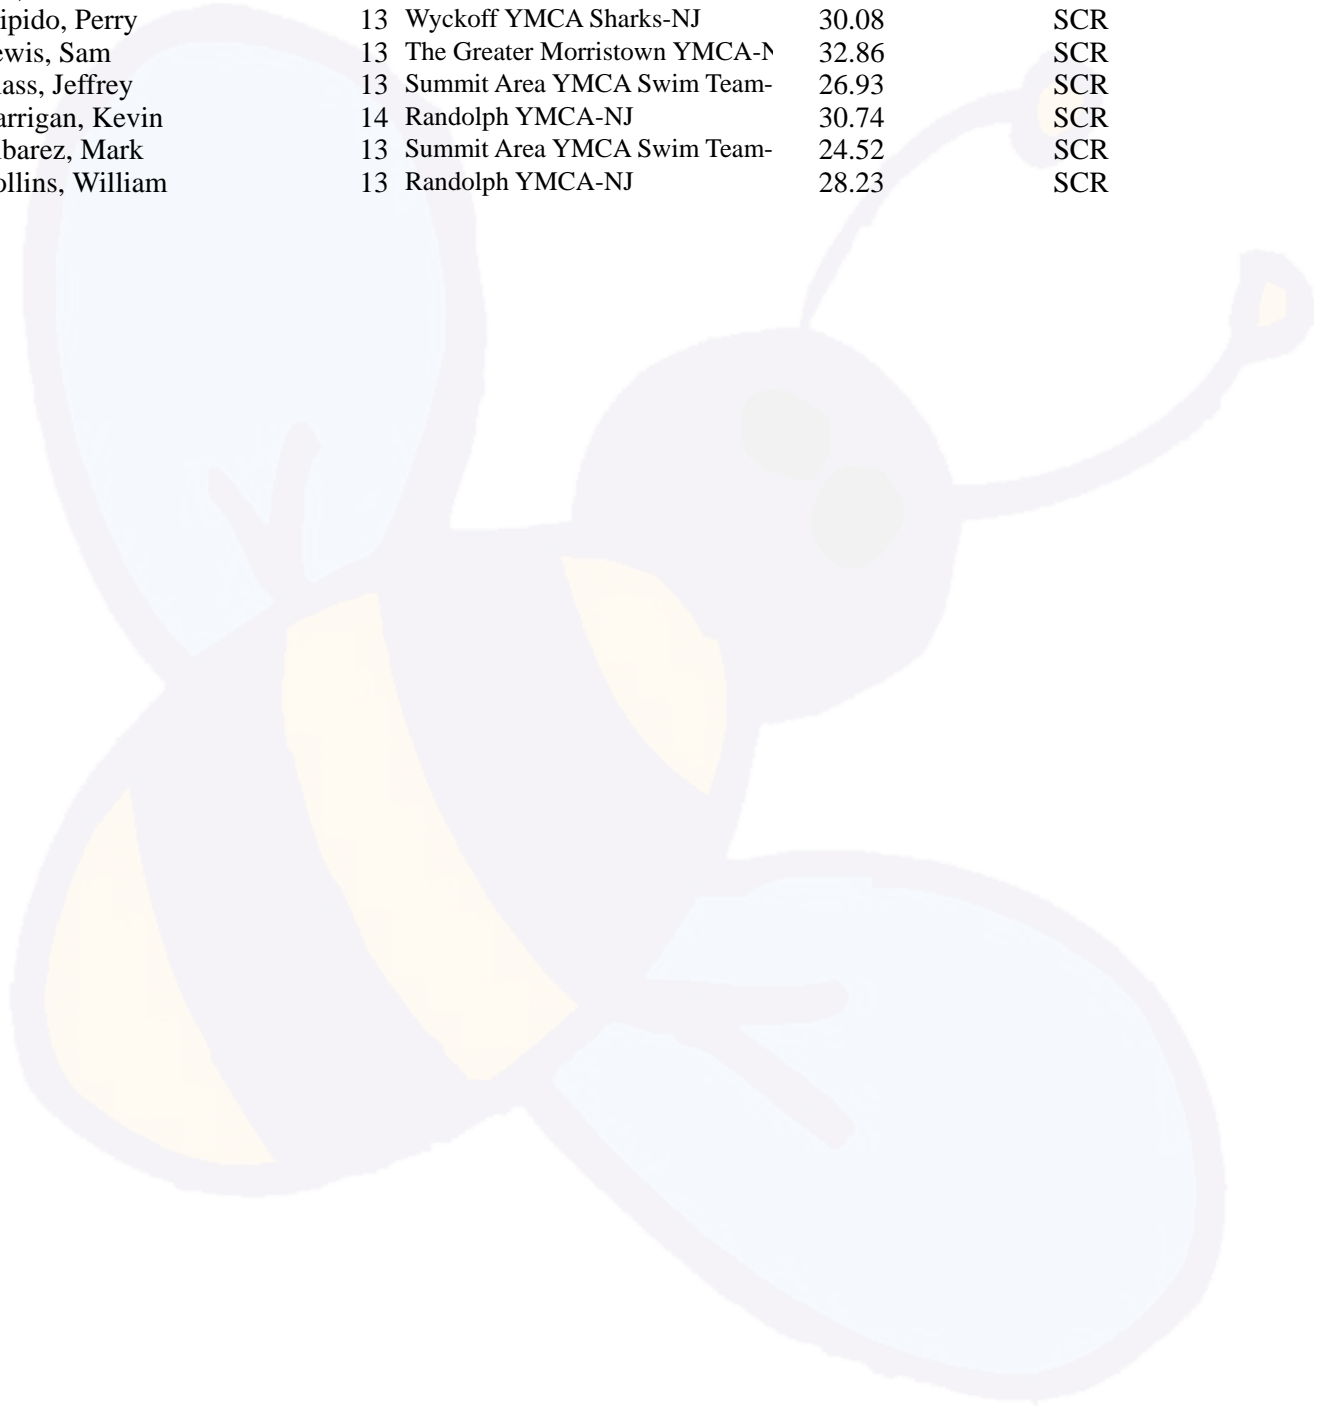 ipido, Perry 13 Wyckoff YMCA Sharks-NJ 30.08 SCR
ewis, Sam 13 The Greater Morristown YMCA-N 32.86 SCR
ass, Jeffrey 13 Summit Area YMCA Swim Team- 26.93 SCR
arrigan, Kevin 14 Randolph YMCA-NJ 30.74 SCR
lbarez, Mark 13 Summit Area YMCA Swim Team- 24.52 SCR
ollins, William 13 Randolph YMCA-NJ 28.23 SCR